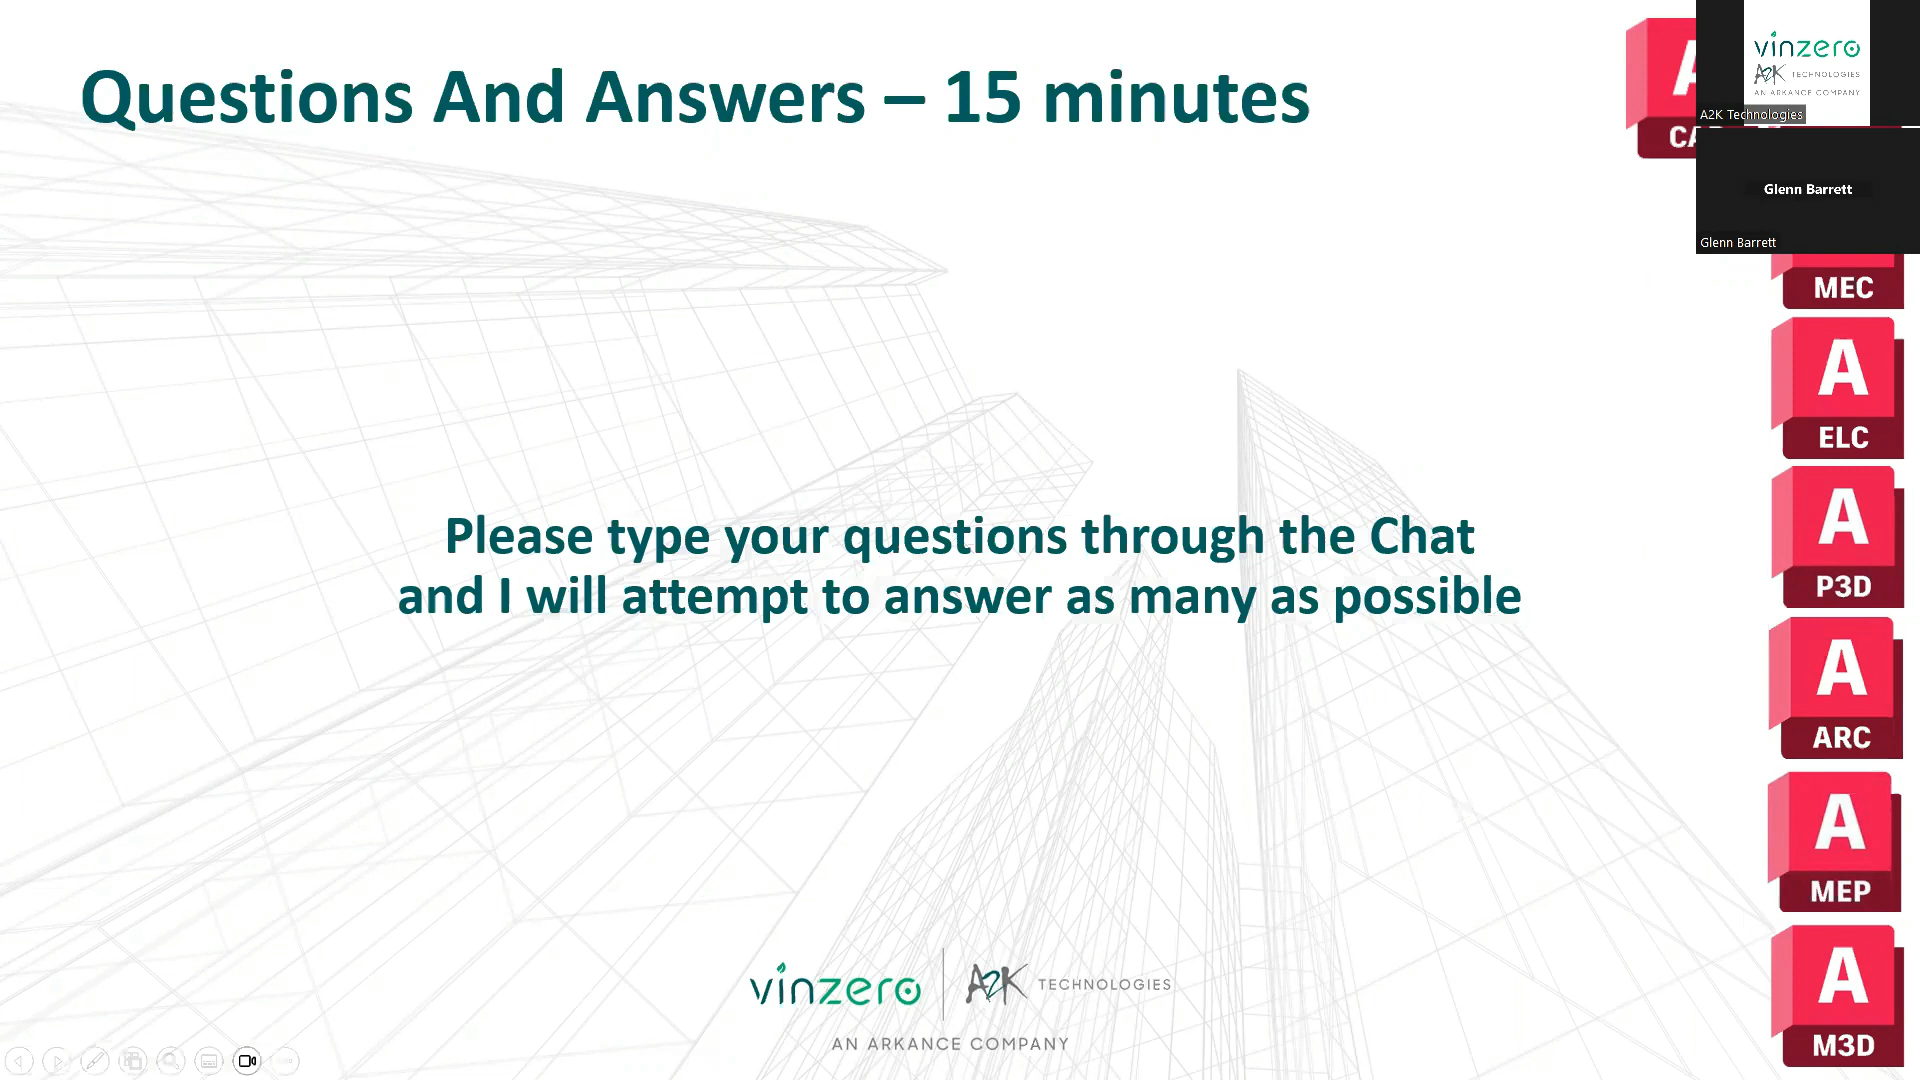 Questions And Answers – 15 minutes
vinzero
A2K TECHNOLOGIES
AN ARKANCE COMPANY
A2K Technologies
Glenn Barrett
Glenn Barrett
A
MEC
A
ELC
A
P3D
A
ARC
A
MEP
A
M3D
Please type your questions through the Chat
and I will attempt to answer as many as possible
vinzero A2K TECHNOLOGIES
AN ARKANCE COMPANY